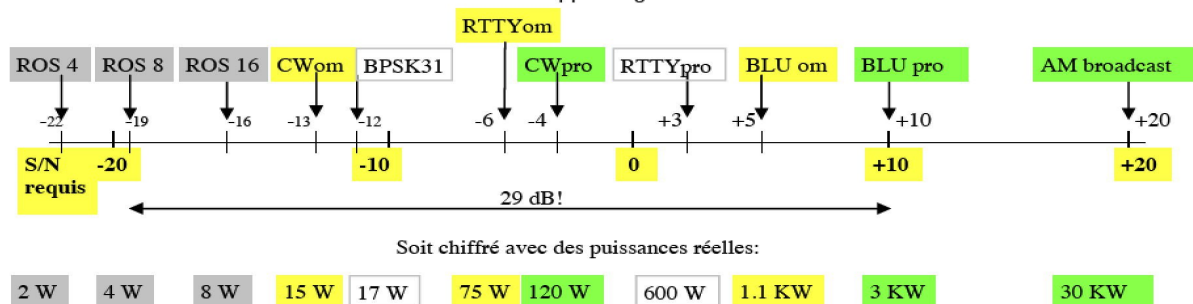 RTTYom
ROS 4 ROS 8 ROS 16 CWom BPSK31 CWpro RTTYpro BLU om BLU pro AM broadcast
-22 -19 -16 -13 -12 -6 -4 +3 +5 +10 +20
S/N -20 -10 0 +10 +20
requis
29 dB!
Soit chiffré avec des puissances réelles:
2 W 4 W 8 W 15 W 17 W 75 W 120 W 600 W 1.1 KW 3 KW 30 KW